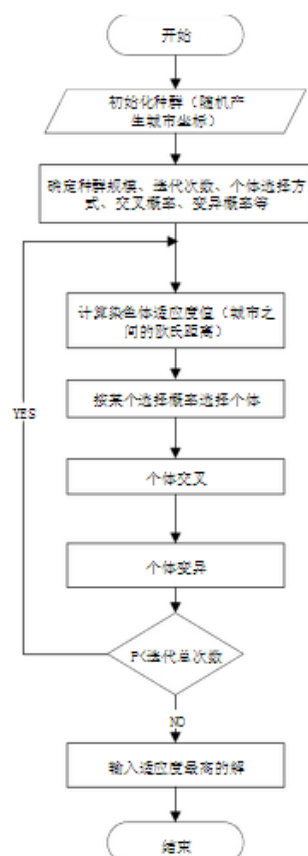 开始
初始化种群（随机产
生城市坐标）
确定种群规模、迭代次数、个体选择方
式、交叉概率、变异概率等
计算染色体适应度值（城市之
间的欧氏距离）
按某个选择概率选择个体
YES
个体交叉
个体变异
P<迭代总次数
NO
输入适应度最高的解
结束